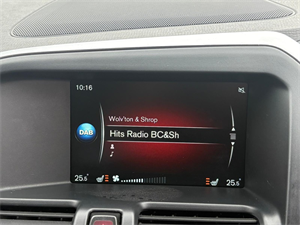 10:16
Wolv'ton & Shrop
DAB
Hits Radio BC&Sh
25.5° 25.5°